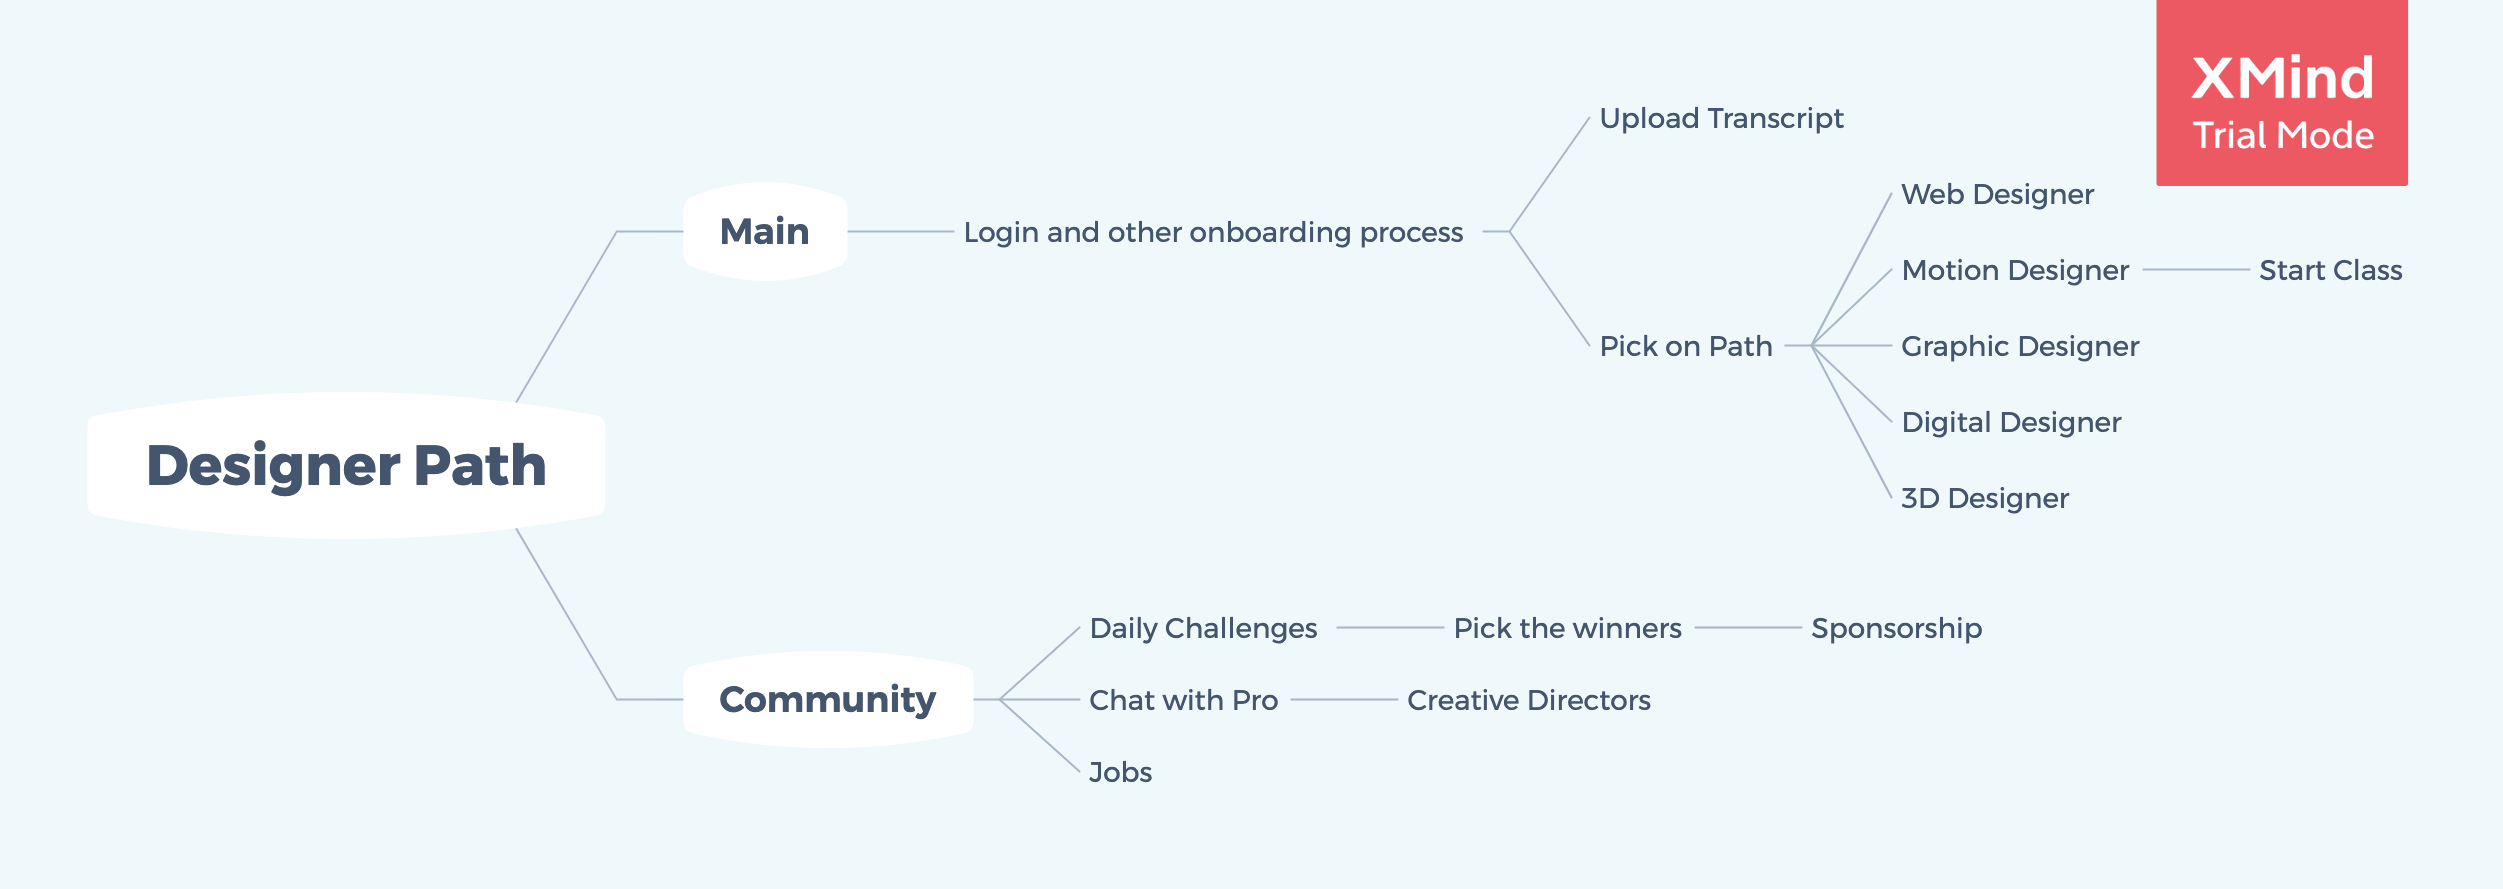 XMind
Trial Mode
Designer Path
Main
Login and other onboarding process
Upload Transcript
Pick on Path
Web Designer
Motion Designer
Start Class
Graphic Designer
Digital Designer
3D Designer
Community
Daily Challenges
Pick the winners
Sponsorship
Chat with Pro
Creative Directors
Jobs